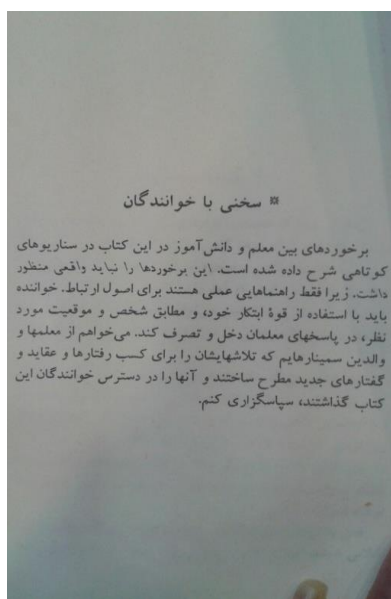 ¤ سخنی با خوانندگان
برخوردهای بین معلم و دانش‌آموز در این کتاب در سناریوهای
کوتاهی شرح داده شده است. این برخوردها را نباید واقعی منظور
داشت. زیرا فقط راهنماهایی عملی هستند برای اصول ارتباط. خواننده
باید با استفاده از قوهٔ ابتکار خود، و مطابق شخص و موقعیت مورد
نظر، در پاسخهای معلمان دخل و تصرف کند. می‌خواهم از معلمها و
والدین سمینارهایم که تلاشهایشان را برای کسب رفتارها و عقاید و
گفتارهای جدید مطرح ساختند و آنها را در دسترس خوانندگان این
کتاب گذاشتند، سپاسگزاری کنم.